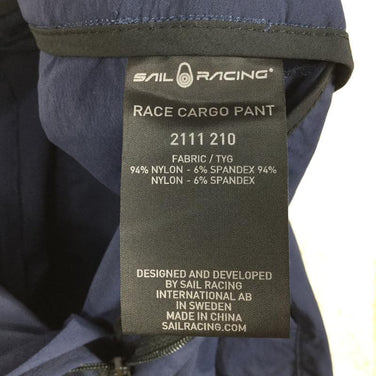 SAIL RACING®
RACE CARGO PANT
2111 210
FABRIC / TYG
94% NYLON - 6% SPANDEX 94%
NYLON - 6% SPANDEX
DESIGNED AND DEVELOPED
BY SAIL RACING
INTERNATIONAL AB
IN SWEDEN
MADE IN CHINA
SAILRACING.COM